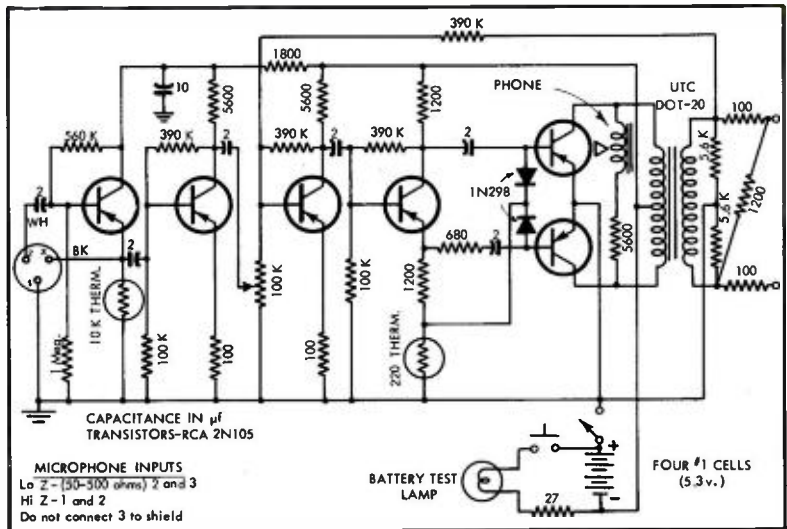 390 K
1800
PHONE
UTC
DOT-20
10
5600
5600
1200
100
560 K
390 K
2
390 K
2
390 K
2
5.6 K
1N298
1200
2
WH
BK
2
680
2
5600
5.6 K
100
2
1
10 K THERM.
100 K
100 K
1200
1 Meg.
100 K
100
100
220 THERM.
CAPACITANCE IN µf
TRANSISTORS-RCA 2N105
MICROPHONE INPUTS
Lo Z-(50-500 ohms) 2 and 3
Hi Z-1 and 2
Do not connect 3 to shield
BATTERY TEST
LAMP
+
FOUR #1 CELLS
(5.3v.)
-
27